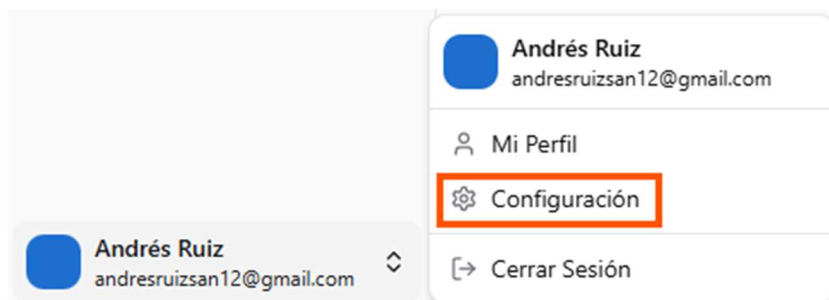 Andrés Ruiz
andresruizsan12@gmail.com
Andrés Ruiz
andresruizsan12@gmail.com
Mi Perfil
Configuración
Cerrar Sesión